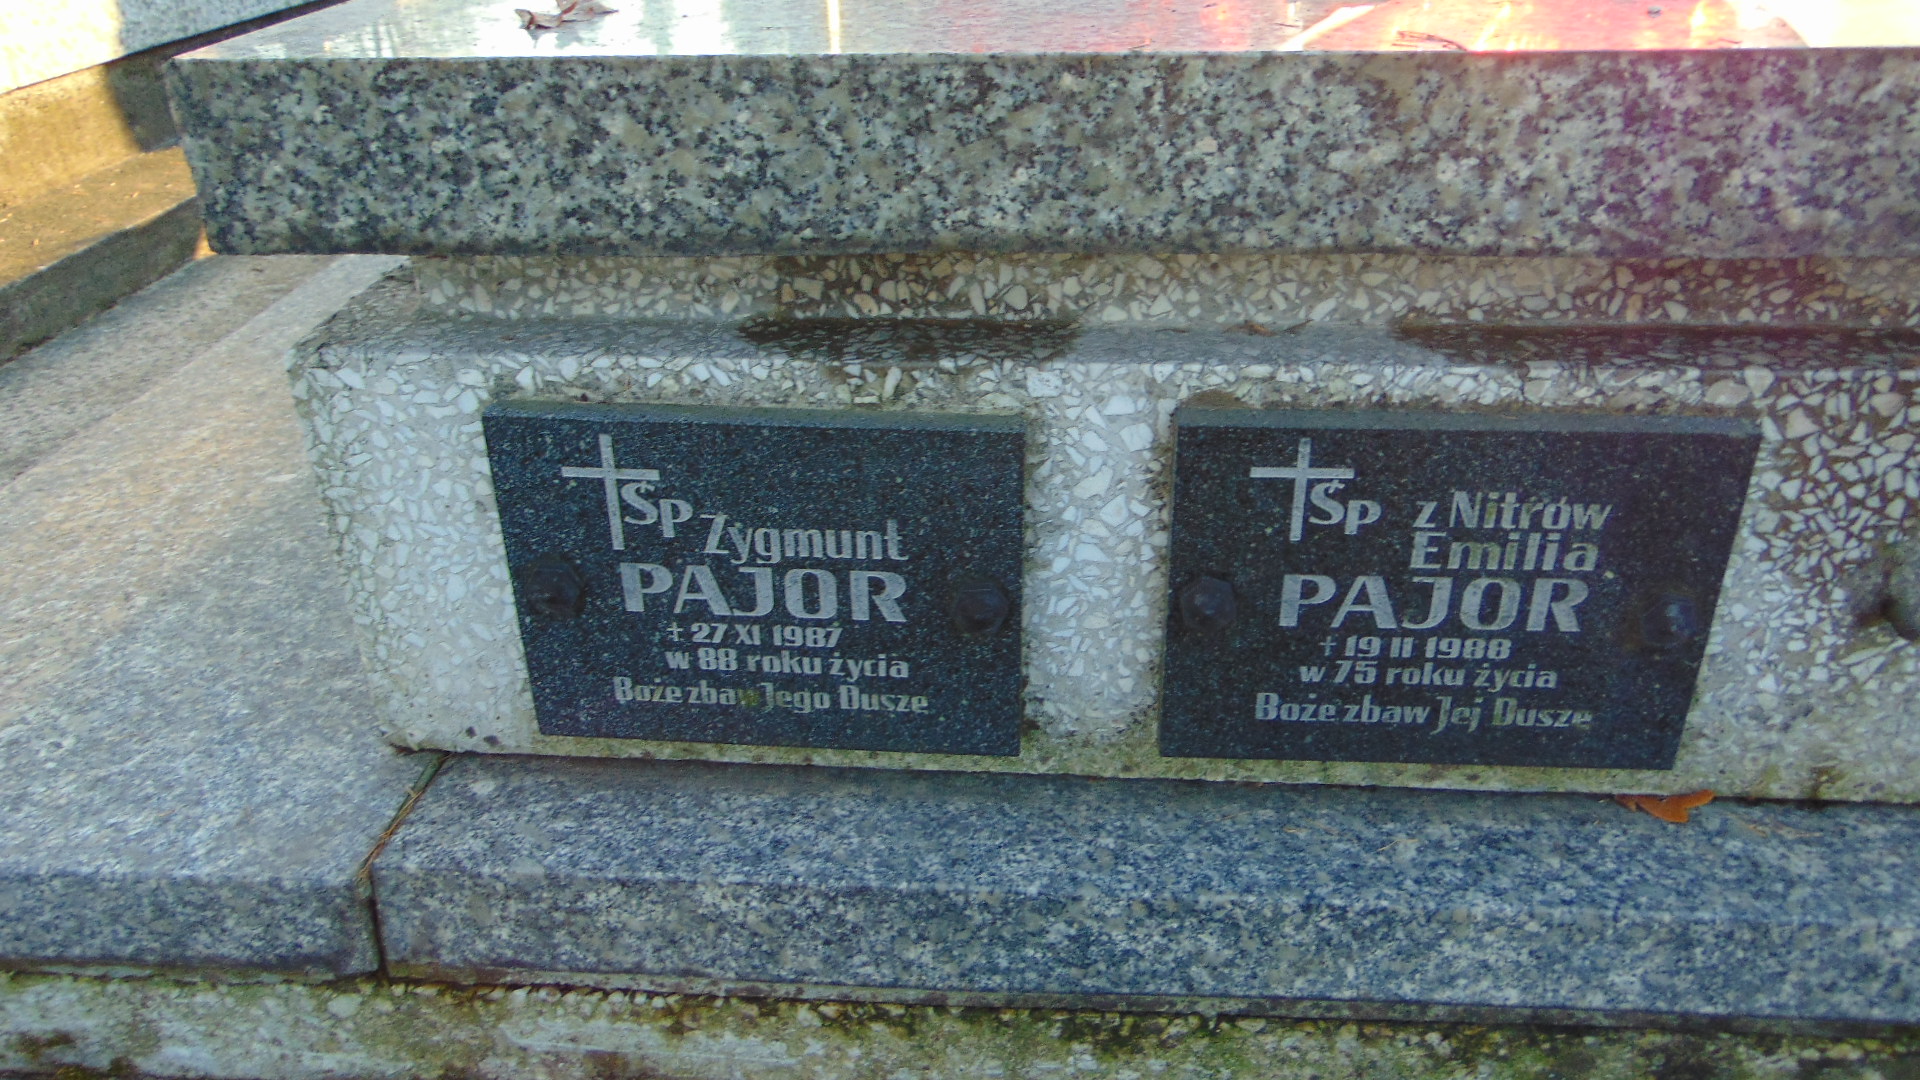 Śp Zygmunt
PAJOR
+ 27 XI 1987
w 88 roku życia
Boże zbaw Jego Duszę
Śp z Nitrów
Emilia
PAJOR
+ 19 II 1988
w 75 roku życia
Boże zbaw Jej Duszę